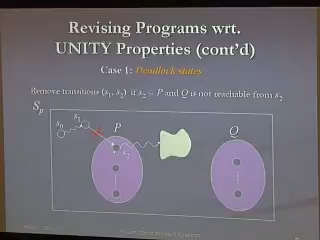 Revising Programs wrt.
UNITY Properties (cont'd)
Case 1: Deadlock states
Remove transitions (s₁, s₂) if s₂ ∈ P and Q is not reachable from s₂
Sₚ
s₀
s₁
P
Q
s₂